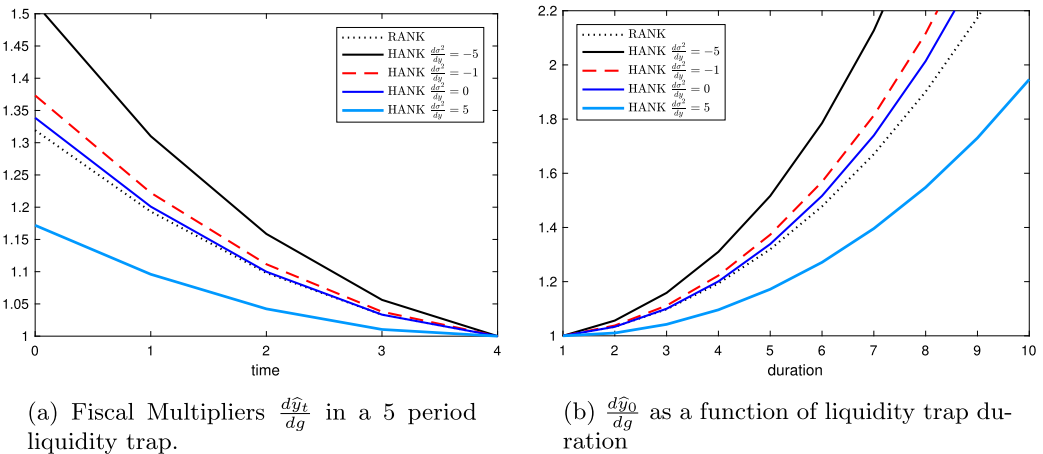 1.5
1.45
1.4
1.35
1.3
1.25
1.2
1.15
1.1
1.05
1
0 1 2 3 4
time
RANK
HANK dσ²/dy = −5
HANK dσ²/dy = −1
HANK dσ²/dy = 0
HANK dσ²/dy = 5
(a) Fiscal Multipliers dŷ_t/dg in a 5 period
liquidity trap.
2.2
2
1.8
1.6
1.4
1.2
1
1 2 3 4 5 6 7 8 9 10
duration
RANK
HANK dσ²/dy = −5
HANK dσ²/dy = −1
HANK dσ²/dy = 0
HANK dσ²/dy = 5
(b) dŷ_0/dg as a function of liquidity trap du-
ration